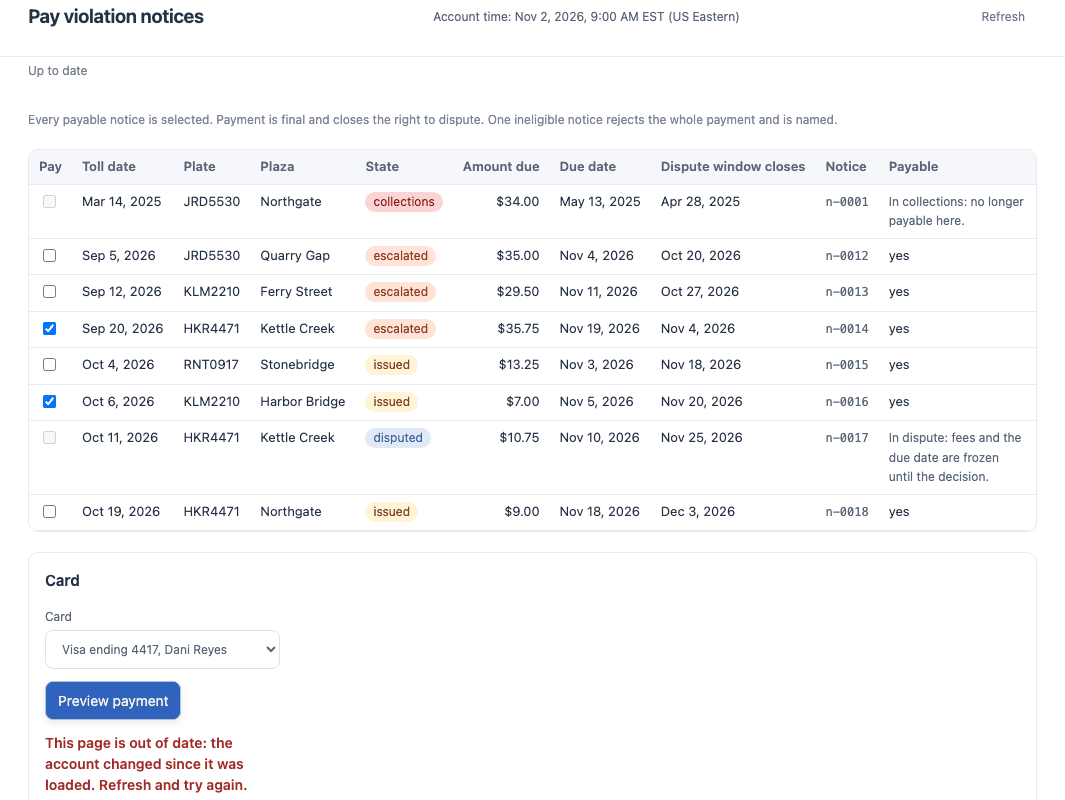 Pay violation notices
Account time: Nov 2, 2026, 9:00 AM EST (US Eastern)
Refresh
Up to date
Every payable notice is selected. Payment is final and closes the right to dispute. One ineligible notice rejects the whole payment and is named.
Pay Toll date Plate Plaza State Amount due Due date Dispute window closes Notice Payable
Mar 14, 2025 JRD5530 Northgate collections $34.00 May 13, 2025 Apr 28, 2025 n-0001 In collections: no longer
payable here.
Sep 5, 2026 JRD5530 Quarry Gap escalated $35.00 Nov 4, 2026 Oct 20, 2026 n-0012 yes
Sep 12, 2026 KLM2210 Ferry Street escalated $29.50 Nov 11, 2026 Oct 27, 2026 n-0013 yes
Sep 20, 2026 HKR4471 Kettle Creek escalated $35.75 Nov 19, 2026 Nov 4, 2026 n-0014 yes
Oct 4, 2026 RNT0917 Stonebridge issued $13.25 Nov 3, 2026 Nov 18, 2026 n-0015 yes
Oct 6, 2026 KLM2210 Harbor Bridge issued $7.00 Nov 5, 2026 Nov 20, 2026 n-0016 yes
Oct 11, 2026 HKR4471 Kettle Creek disputed $10.75 Nov 10, 2026 Nov 25, 2026 n-0017 In dispute: fees and the
due date are frozen
until the decision.
Oct 19, 2026 HKR4471 Northgate issued $9.00 Nov 18, 2026 Dec 3, 2026 n-0018 yes
Card
Card
Visa ending 4417, Dani Reyes
Preview payment
This page is out of date: the
account changed since it was
loaded. Refresh and try again.